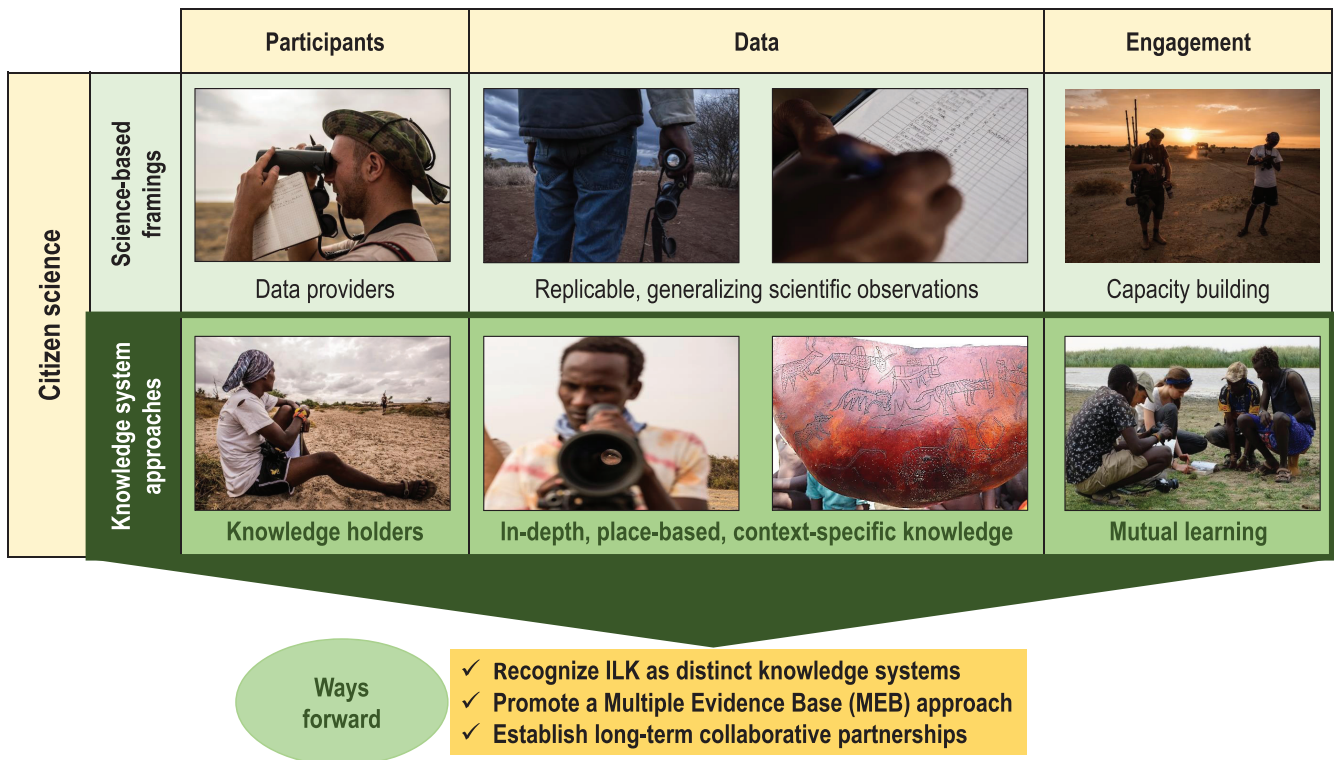 Participants
Data
Engagement
Citizen science
Science-based
framings
Data providers
Replicable, generalizing scientific observations
Capacity building
Knowledge system
approaches
Knowledge holders
In-depth, place-based, context-specific knowledge
Mutual learning
Ways
forward
✓ Recognize ILK as distinct knowledge systems
✓ Promote a Multiple Evidence Base (MEB) approach
✓ Establish long-term collaborative partnerships